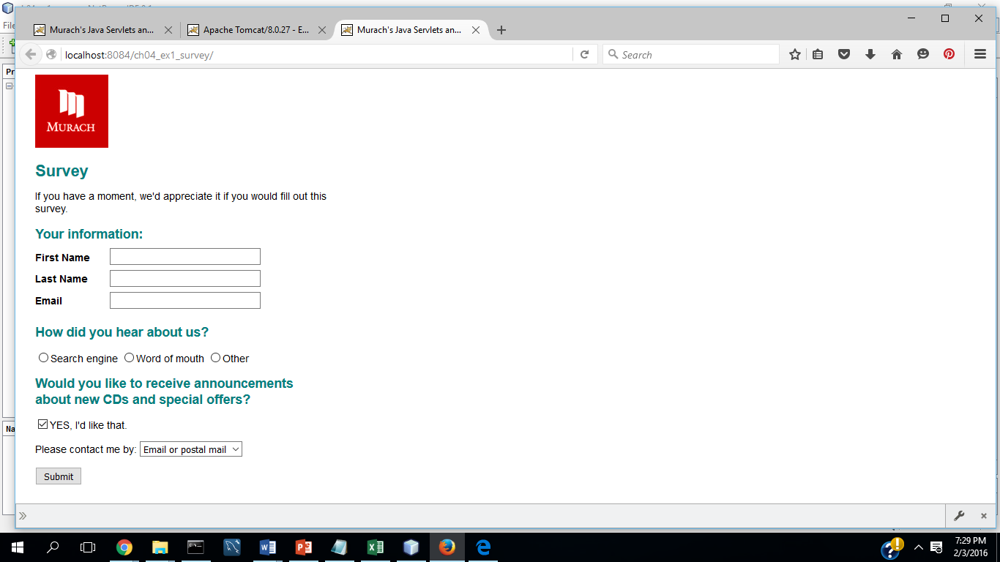 File
Murach's Java Servlets an...
Apache Tomcat/8.0.27 - E...
Murach's Java Servlets an...
localhost:8084/ch04_ex1_survey/
Search
Pr
MURACH
Survey
If you have a moment, we'd appreciate it if you would fill out this
survey.
Your information:
First Name
Last Name
Email
How did you hear about us?
Search engine Word of mouth Other
Would you like to receive announcements
about new CDs and special offers?
YES, I'd like that.
Na
Please contact me by: Email or postal mail
Submit
7:29 PM
2/3/2016